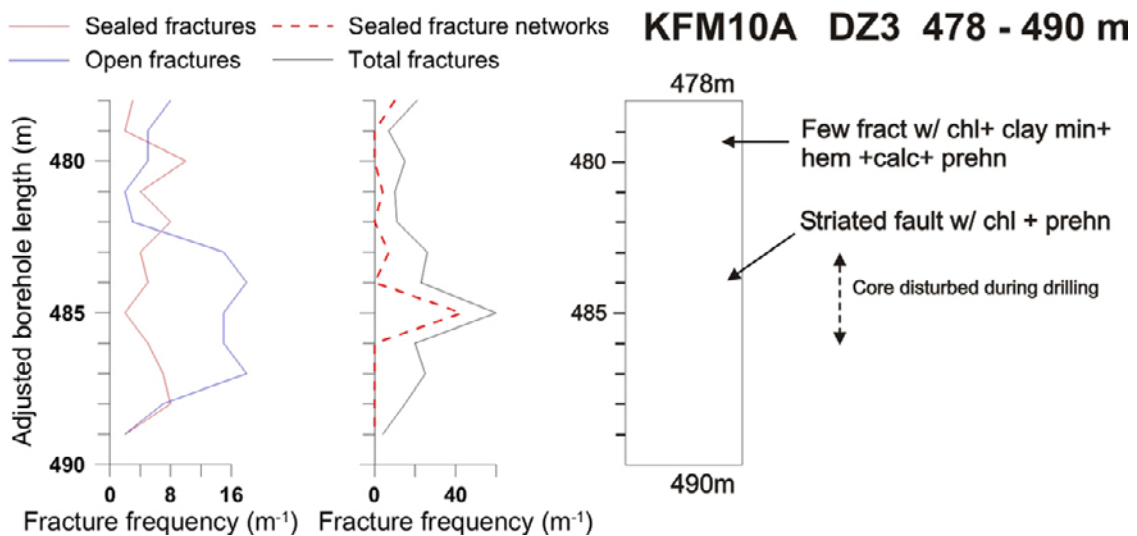 Sealed fractures
Sealed fracture networks
Open fractures
Total fractures
KFM10A DZ3 478 - 490 m
Adjusted borehole length (m)
480
485
490
0 8 16
Fracture frequency (m⁻¹)
0 40
Fracture frequency (m⁻¹)
478m
480
485
490m
Few fract w/ chl+ clay min+
hem +calc+ prehn
Striated fault w/ chl + prehn
Core disturbed during drilling